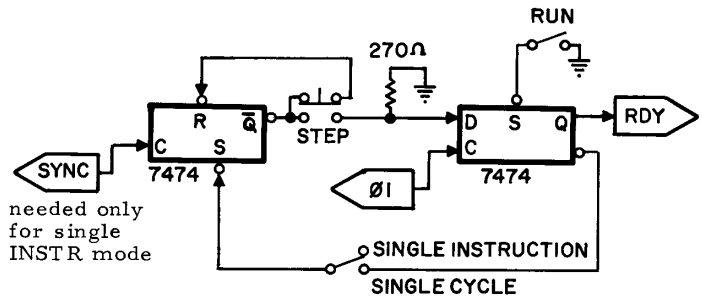 RUN
270Ω
R
Q̅
C
S
STEP
D
S
Q
C
RDY
SYNC
7474
7474
Ø1
needed only
for single
INSTR mode
SINGLE INSTRUCTION
SINGLE CYCLE